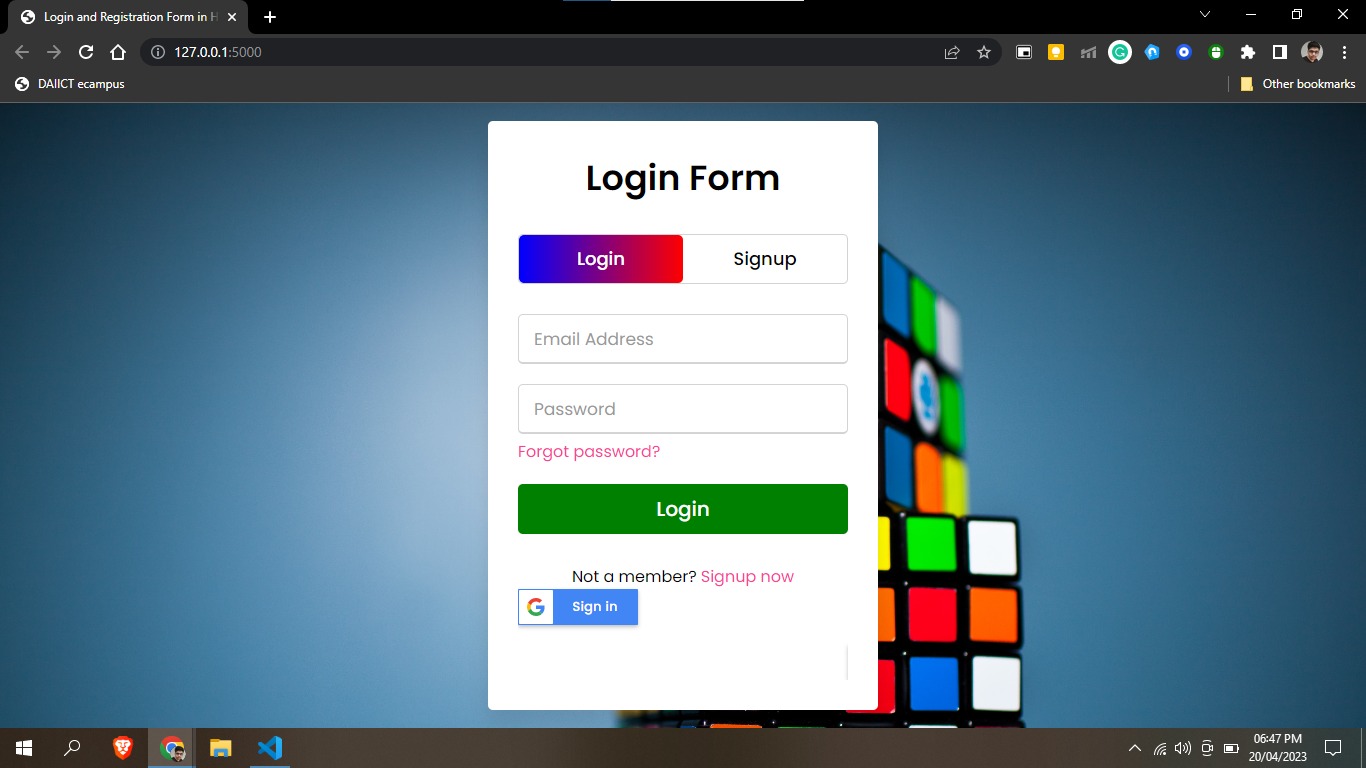 Login and Registration Form in H
127.0.0.1:5000
DAIICT ecampus
Other bookmarks
Login Form
Login
Signup
Email Address
Password
Forgot password?
Login
Not a member? Signup now
G Sign in
06:47 PM
20/04/2023